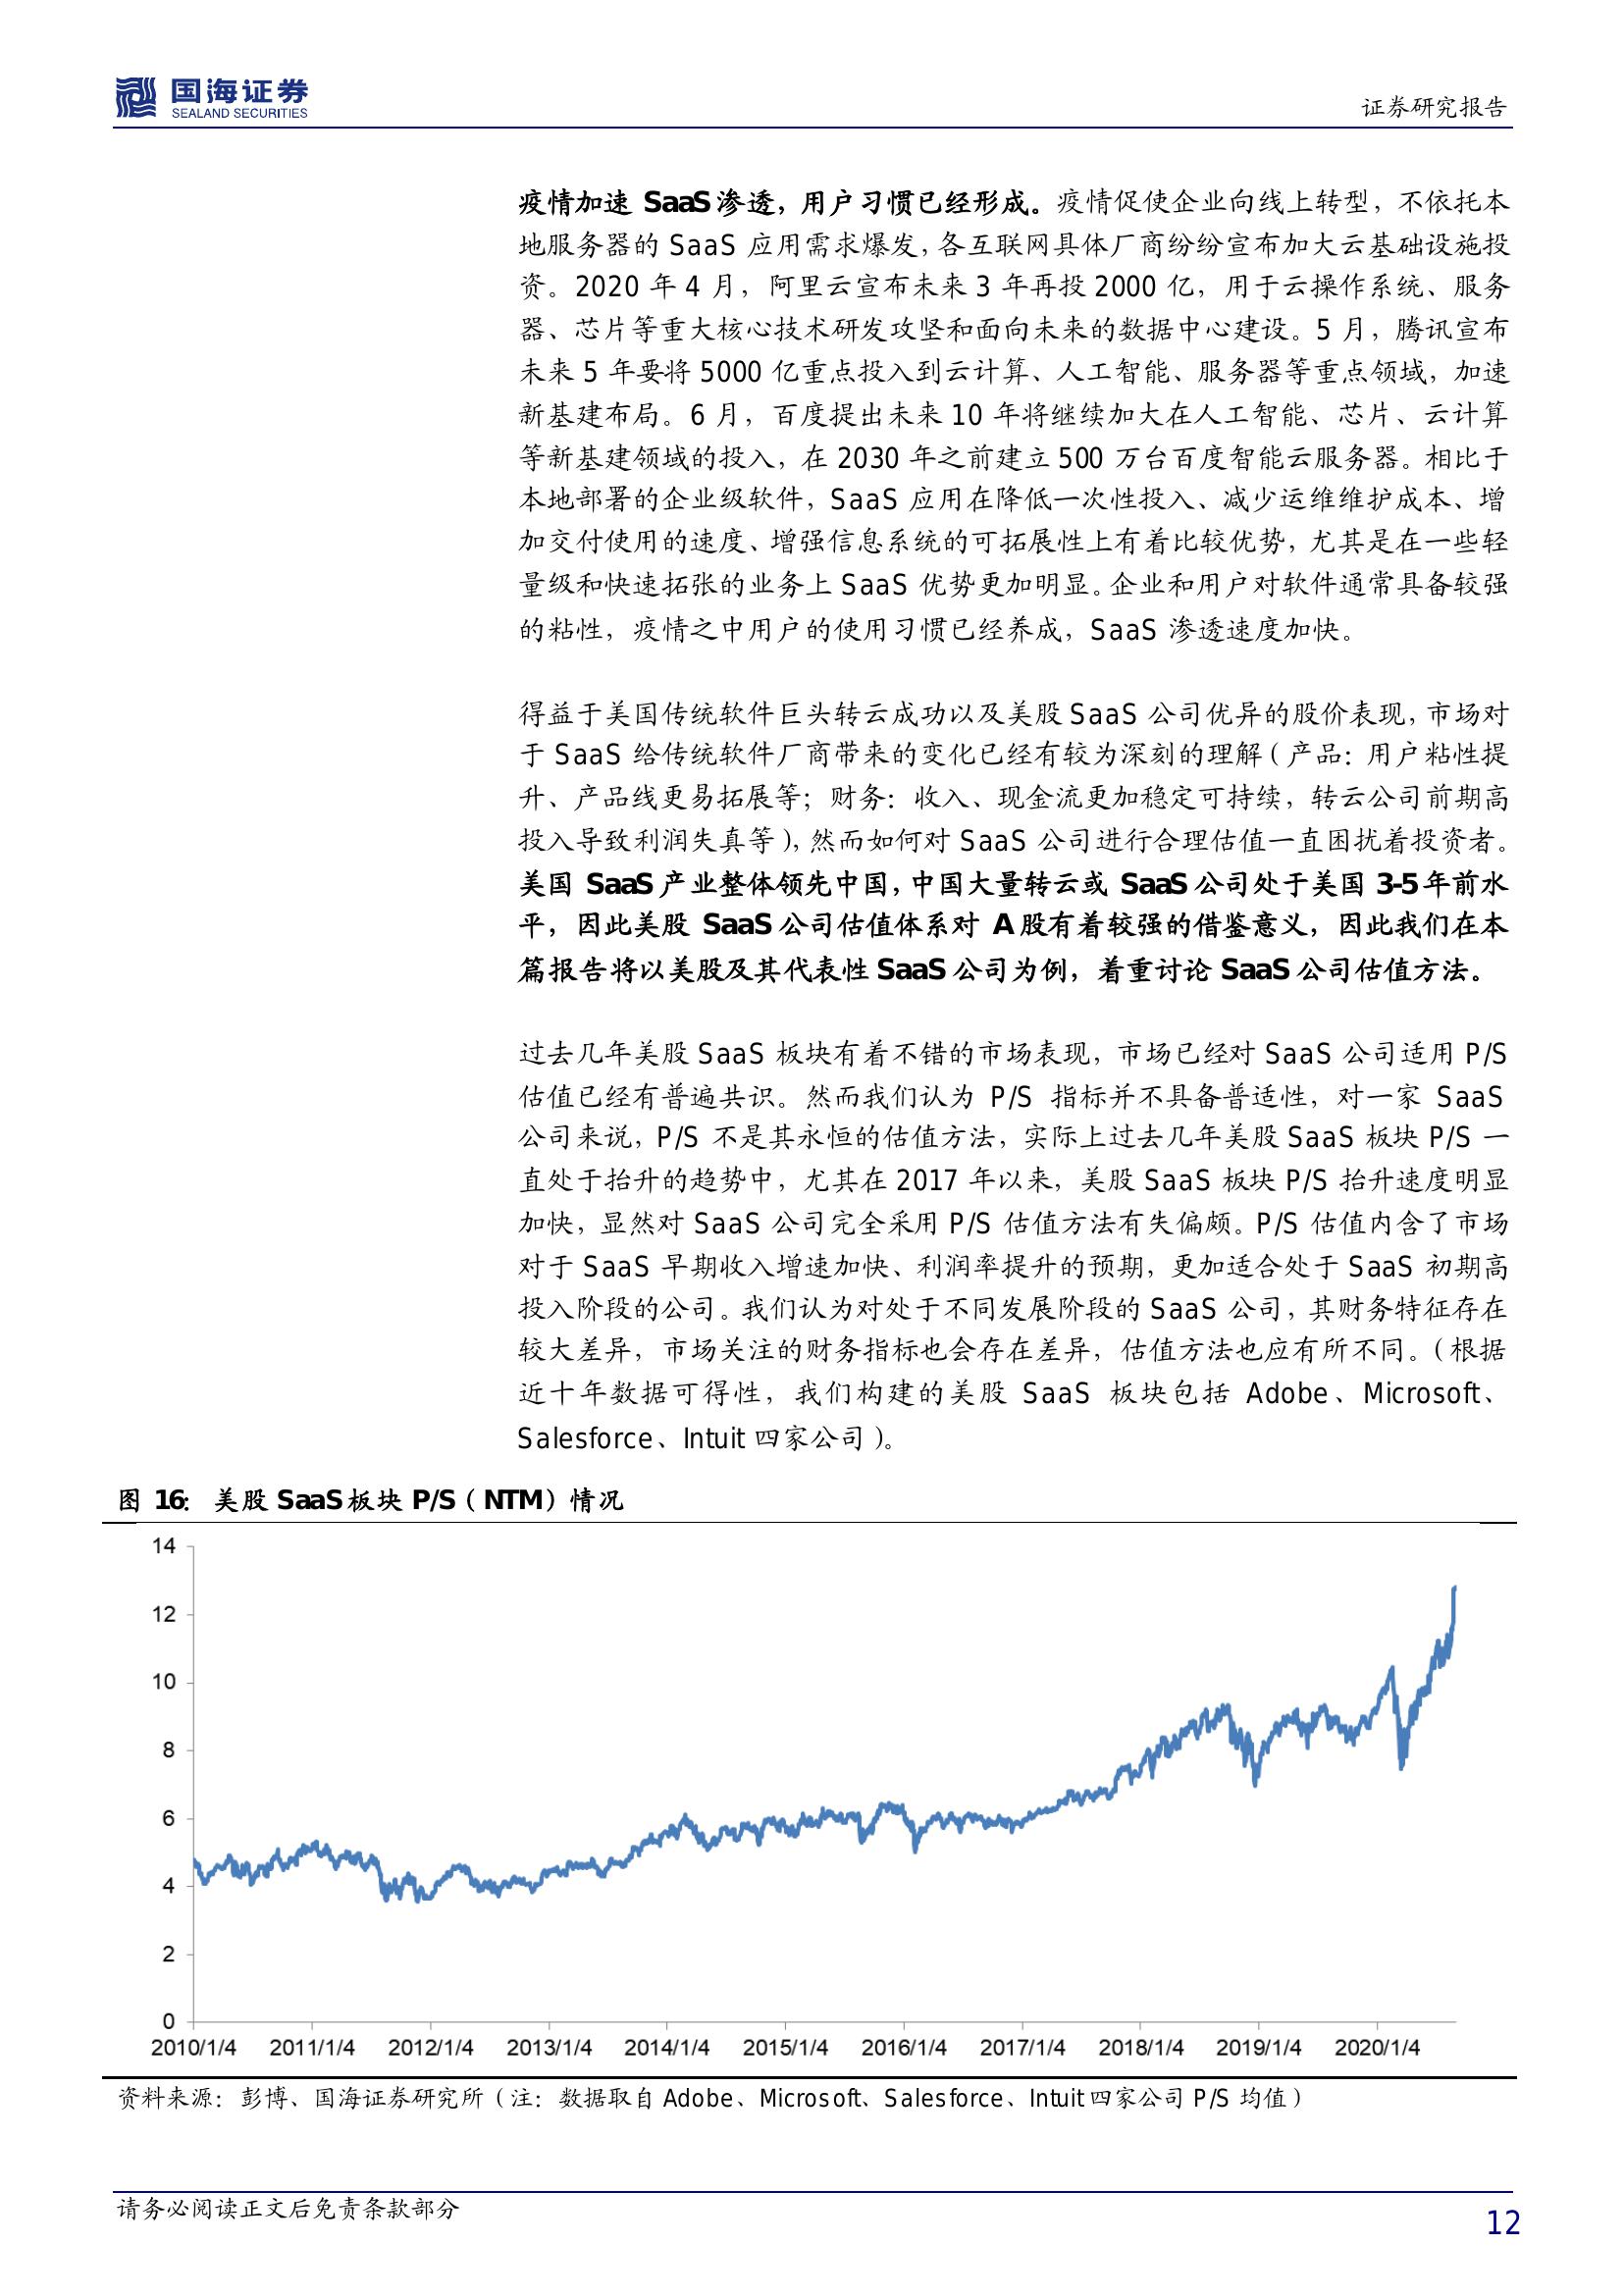 国海证券
SEALAND SECURITIES
证券研究报告
疫情加速 SaaS 渗透，用户习惯已经形成。疫情促使企业向线上转型，不依托本
地服务器的 SaaS 应用需求爆发，各互联网具体厂商纷纷宣布加大云基础设施投
资。2020 年 4 月，阿里云宣布未来 3 年再投 2000 亿，用于云操作系统、服务
器、芯片等重大核心技术研发攻坚和面向未来的数据中心建设。5 月，腾讯宣布
未来 5 年要将 5000 亿重点投入到云计算、人工智能、服务器等重点领域，加速
新基建布局。6 月，百度提出未来 10 年将继续加大在人工智能、芯片、云计算
等新基建领域的投入，在 2030 年之前建立 500 万台百度智能云服务器。相比于
本地部署的企业级软件，SaaS 应用在降低一次性投入、减少运维维护成本、增
加交付使用的速度、增强信息系统的可拓展性上有着比较优势，尤其是在一些轻
量级和快速拓张的业务上 SaaS 优势更加明显。企业和用户对软件通常具备较强
的粘性，疫情之中用户的使用习惯已经养成，SaaS 渗透速度加快。
得益于美国传统软件巨头转云成功以及美股 SaaS 公司优异的股价表现，市场对
于 SaaS 给传统软件厂商带来的变化已经有较为深刻的理解（产品：用户粘性提
升、产品线更易拓展等；财务：收入、现金流更加稳定可持续，转云公司前期高
投入导致利润失真等），然而如何对 SaaS 公司进行合理估值一直困扰着投资者。
美国 SaaS 产业整体领先中国，中国大量转云或 SaaS 公司处于美国 3-5 年前水
平，因此美股 SaaS 公司估值体系对 A 股有着较强的借鉴意义，因此我们在本
篇报告将以美股及其代表性 SaaS 公司为例，着重讨论 SaaS 公司估值方法。
过去几年美股 SaaS 板块有着不错的市场表现，市场已经对 SaaS 公司适用 P/S
估值已经有普遍共识。然而我们认为 P/S 指标并不具备普适性，对一家 SaaS
公司来说，P/S 不是其永恒的估值方法，实际上过去几年美股 SaaS 板块 P/S 一
直处于抬升的趋势中，尤其在 2017 年以来，美股 SaaS 板块 P/S 抬升速度明显
加快，显然对 SaaS 公司完全采用 P/S 估值方法有失偏颇。P/S 估值内含了市场
对于 SaaS 早期收入增速加快、利润率提升的预期，更加适合处于 SaaS 初期高
投入阶段的公司。我们认为对处于不同发展阶段的 SaaS 公司，其财务特征存在
较大差异，市场关注的财务指标也会存在差异，估值方法也应有所不同。（根据
近十年数据可得性，我们构建的美股 SaaS 板块包括 Adobe、Microsoft、
Salesforce、Intuit 四家公司）。
图 16： 美股 SaaS 板块 P/S（NTM）情况
14
12
10
8
6
4
2
0
2010/1/4 2011/1/4 2012/1/4 2013/1/4 2014/1/4 2015/1/4 2016/1/4 2017/1/4 2018/1/4 2019/1/4 2020/1/4
资料来源：彭博、国海证券研究所（注：数据取自 Adobe、Microsoft、Salesforce、Intuit 四家公司 P/S 均值）
请务必阅读正文后免责条款部分
12